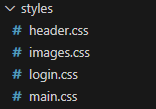 styles
# header.css
# images.css
# login.css
# main.css